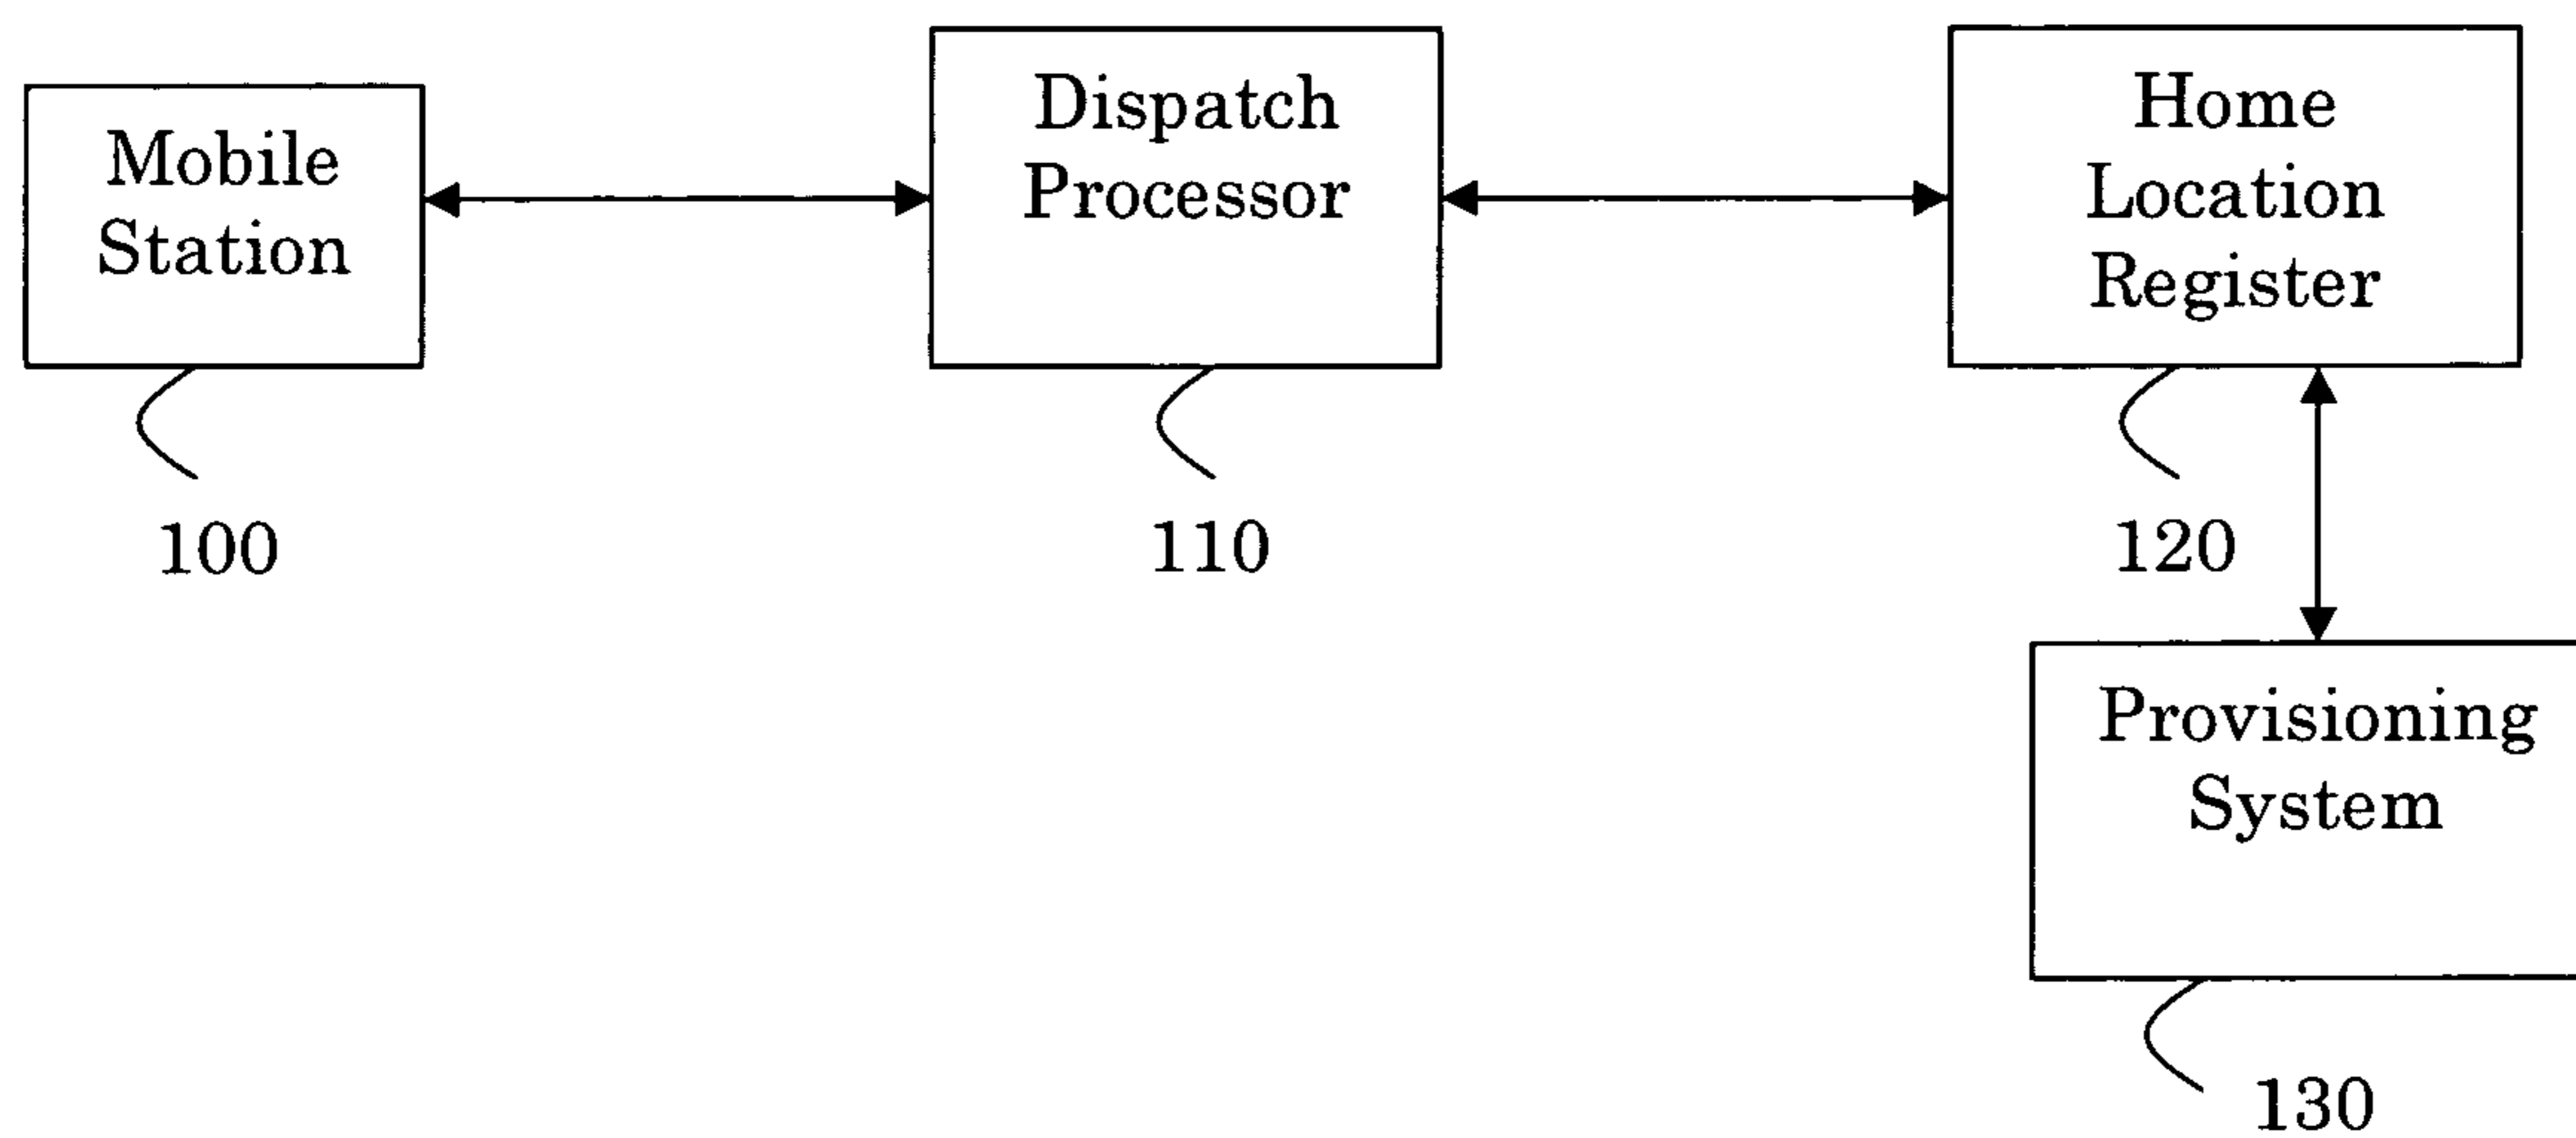 Mobile
Station
Dispatch
Processor
Home
Location
Register
100
110
120
Provisioning
System
130